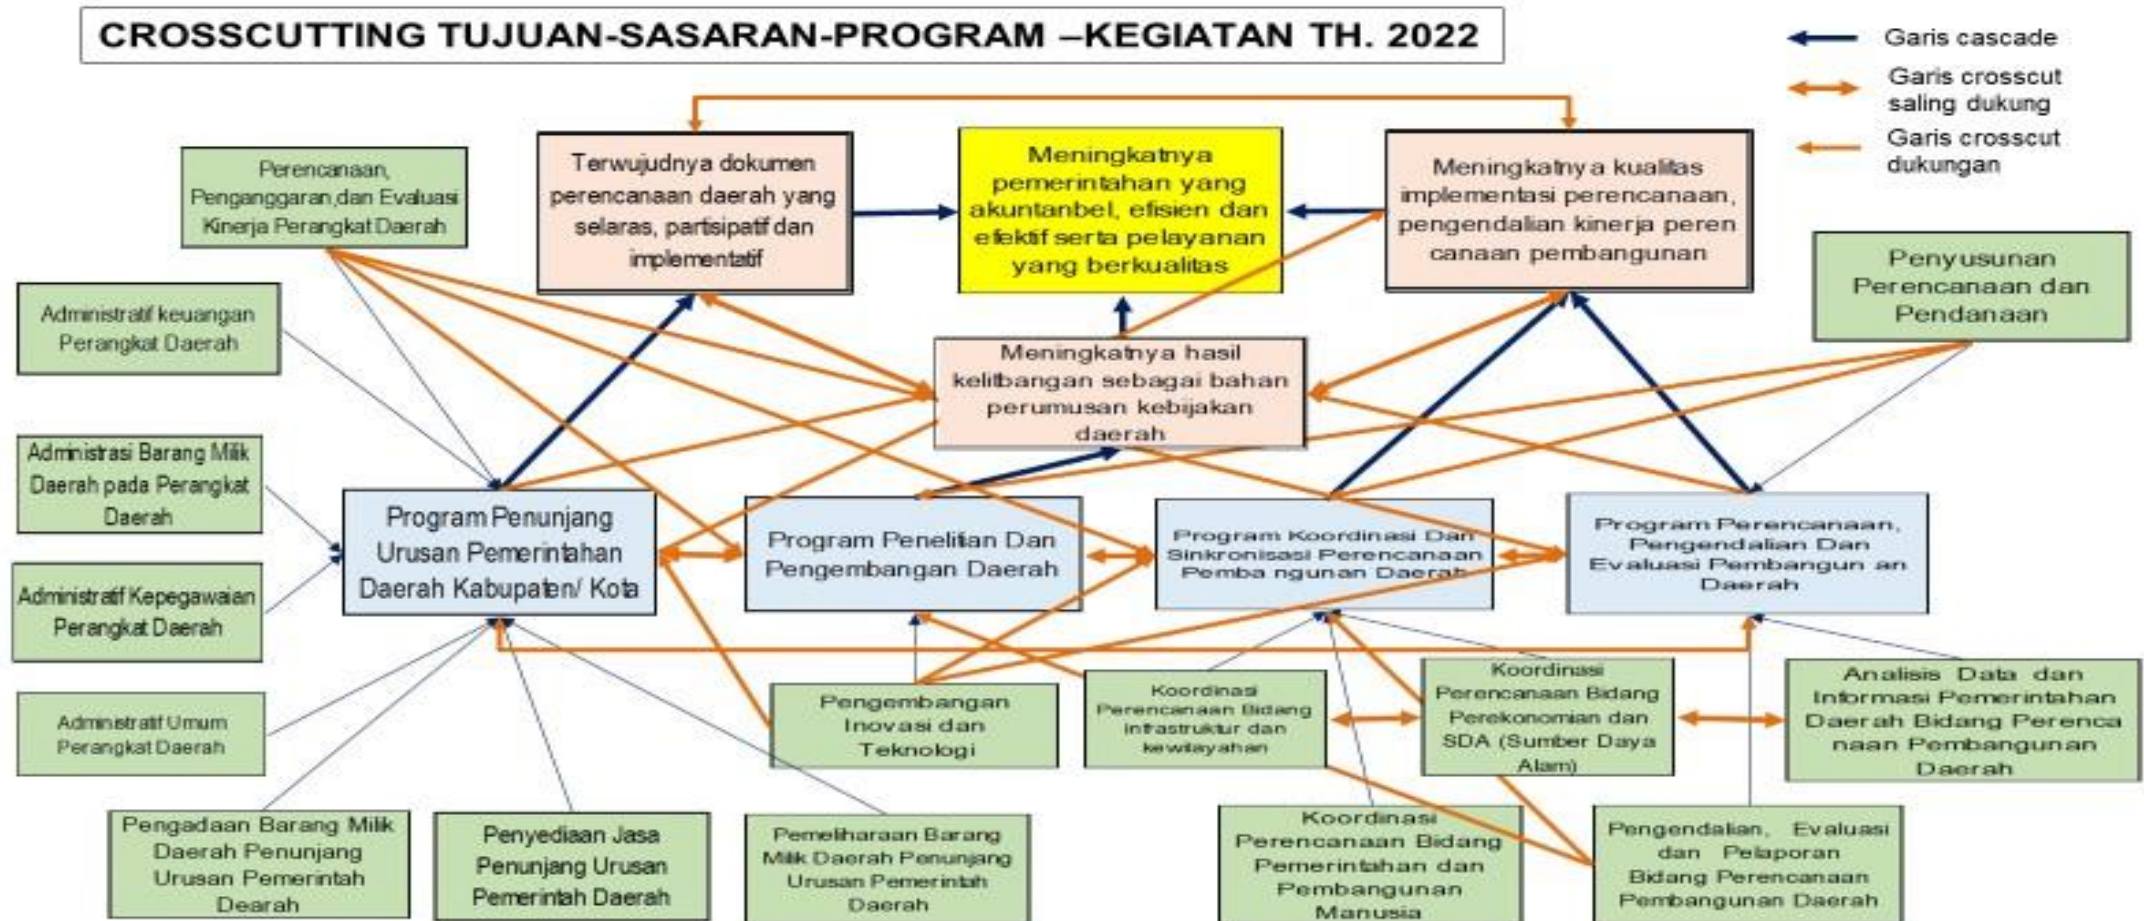 CROSSCUTTING TUJUAN-SASARAN-PROGRAM –KEGIATAN TH. 2022
Garis cascade
Garis crosscut
saling dukung
Garis crosscut
dukungan
Perencanaan,
Penganggaran,dan Evaluasi
Kinerja Perangkat Daerah
Terwujudnya dokumen
perencanaan daerah yang
selaras, partisipatif dan
implementatif
Meningkatnya
pemerintahan yang
akuntanbel, efisien dan
efektif serta pelayanan
yang berkualitas
Meningkatnya kualitas
implementasi perencanaan,
pengendalian kinerja peren
canaan pembangunan
Penyusunan
Perencanaan dan
Pendanaan
Administratif keuangan
Perangkat Daerah
Meningkatnya hasil
kelitbangan sebagai bahan
perumusan kebijakan
daerah
Administrasi Barang Milik
Daerah pada Perangkat
Daerah
Administratif Kepegawaian
Perangkat Daerah
Program Penunjang
Urusan Pemerintahan
Daerah Kabupaten/ Kota
Program Penelitian Dan
Pengembangan Daerah
Program Koordinasi Dan
Sinkronisasi Perencanaan
Pemba ngunan Daerah
Program Perencanaan,
Pengendalian Dan
Evaluasi Pembangun an
Daerah
Administratif Umum
Perangkat Daerah
Pengembangan
Inovasi dan
Teknologi
Koordinasi
Perencanaan Bidang
Infrastruktur dan
kewilayahan
Koordinasi
Perencanaan Bidang
Perekonomian dan
SDA (Sumber Daya
Alam)
Analisis Data dan
Informasi Pemerintahan
Daerah Bidang Perenca
naan Pembangunan
Daerah
Pengadaan Barang Milik
Daerah Penunjang
Urusan Pemerintah
Dearah
Penyediaan Jasa
Penunjang Urusan
Pemerintah Daerah
Pemeliharaan Barang
Milik Daerah Penunjang
Urusan Pemerintah
Daerah
Koordinasi
Perencanaan Bidang
Pemerintahan dan
Pembangunan
Manusia
Pengendalian, Evaluasi
dan Pelaporan
Bidang Perencanaan
Pembangunan Daerah